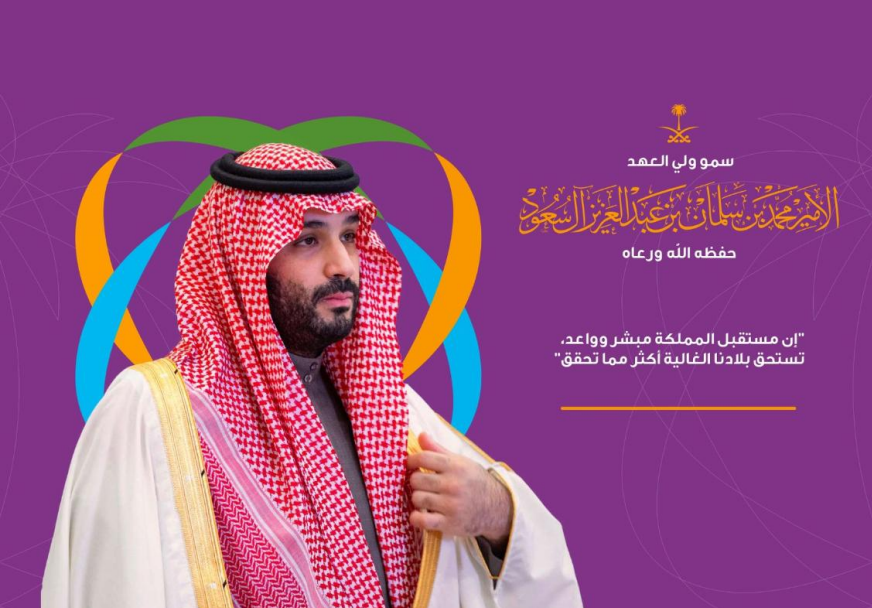 سمو ولي العهد
الأمير محمد بن سلمان بن عبدالعزيز آل سعود
حفظه الله ورعاه
"إن مستقبل المملكة مبشر وواعد،
تستحق بلادنا الغالية أكثر مما تحقق"